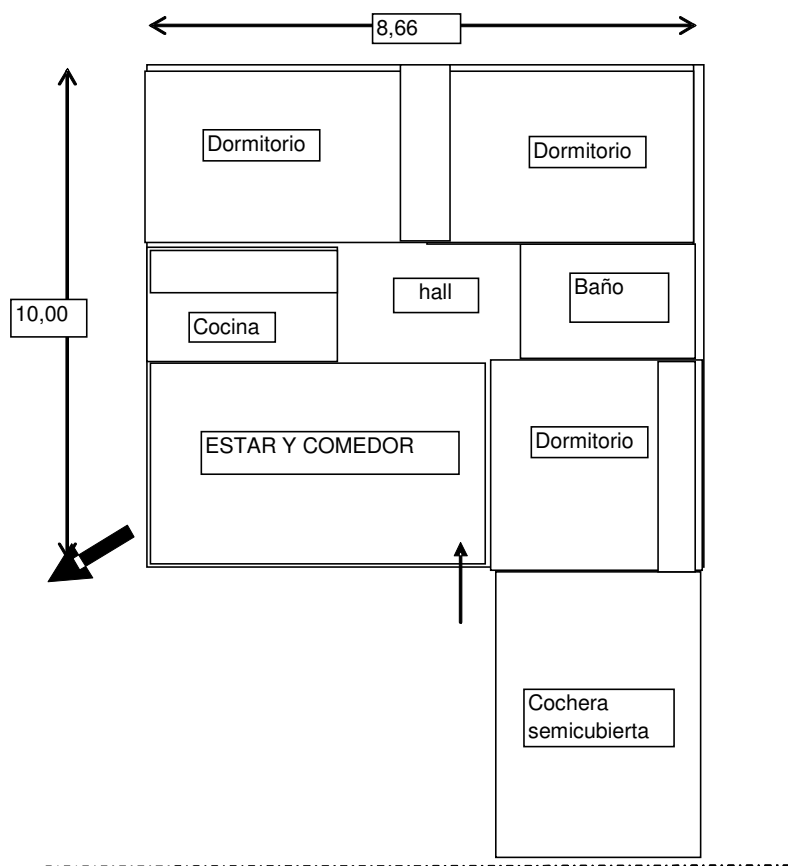 8,66
Dormitorio
Dormitorio
hall
Baño
10,00
Cocina
ESTAR Y COMEDOR
Dormitorio
Cochera
semicubierta